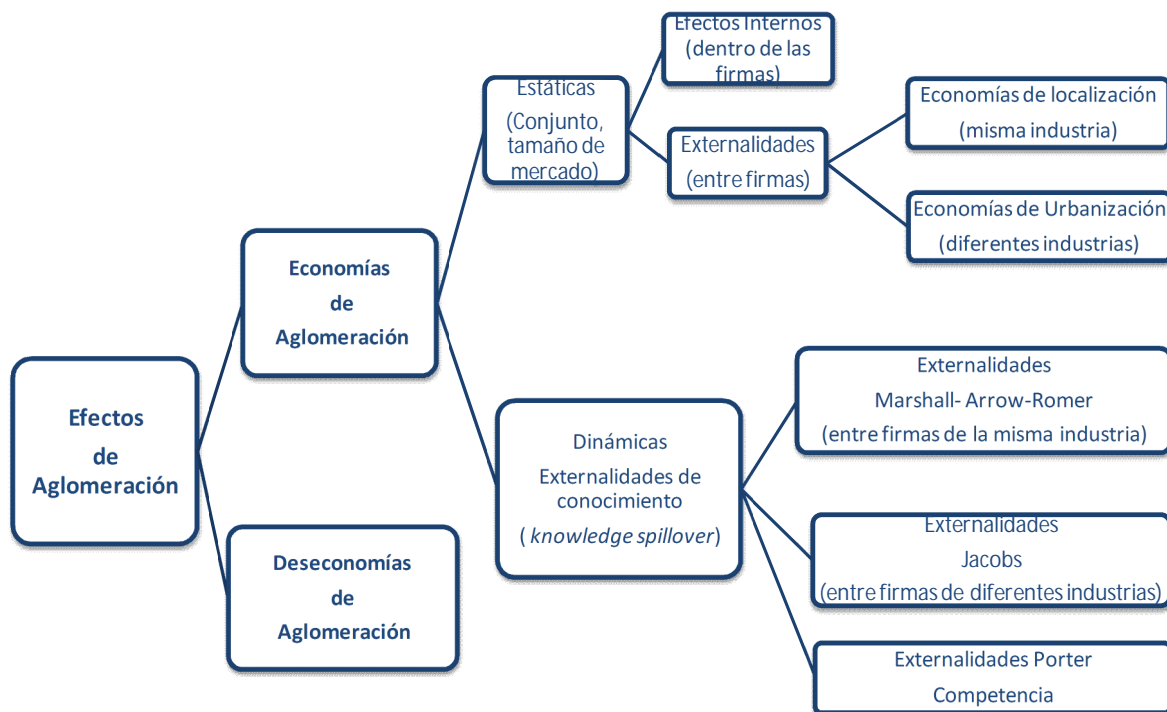 Efectos
de
Aglomeración
Economías
de
Aglomeración
Deseconomías
de
Aglomeración
Estáticas
(Conjunto,
tamaño de
mercado)
Efectos Internos
(dentro de las
firmas)
Externalidades
(entre firmas)
Economías de localización
(misma industria)
Economías de Urbanización
(diferentes industrias)
Dinámicas
Externalidades de
conocimiento
( knowledge spillover)
Externalidades
Marshall- Arrow-Romer
(entre firmas de la misma industria)
Externalidades
Jacobs
(entre firmas de diferentes industrias)
Externalidades Porter
Competencia